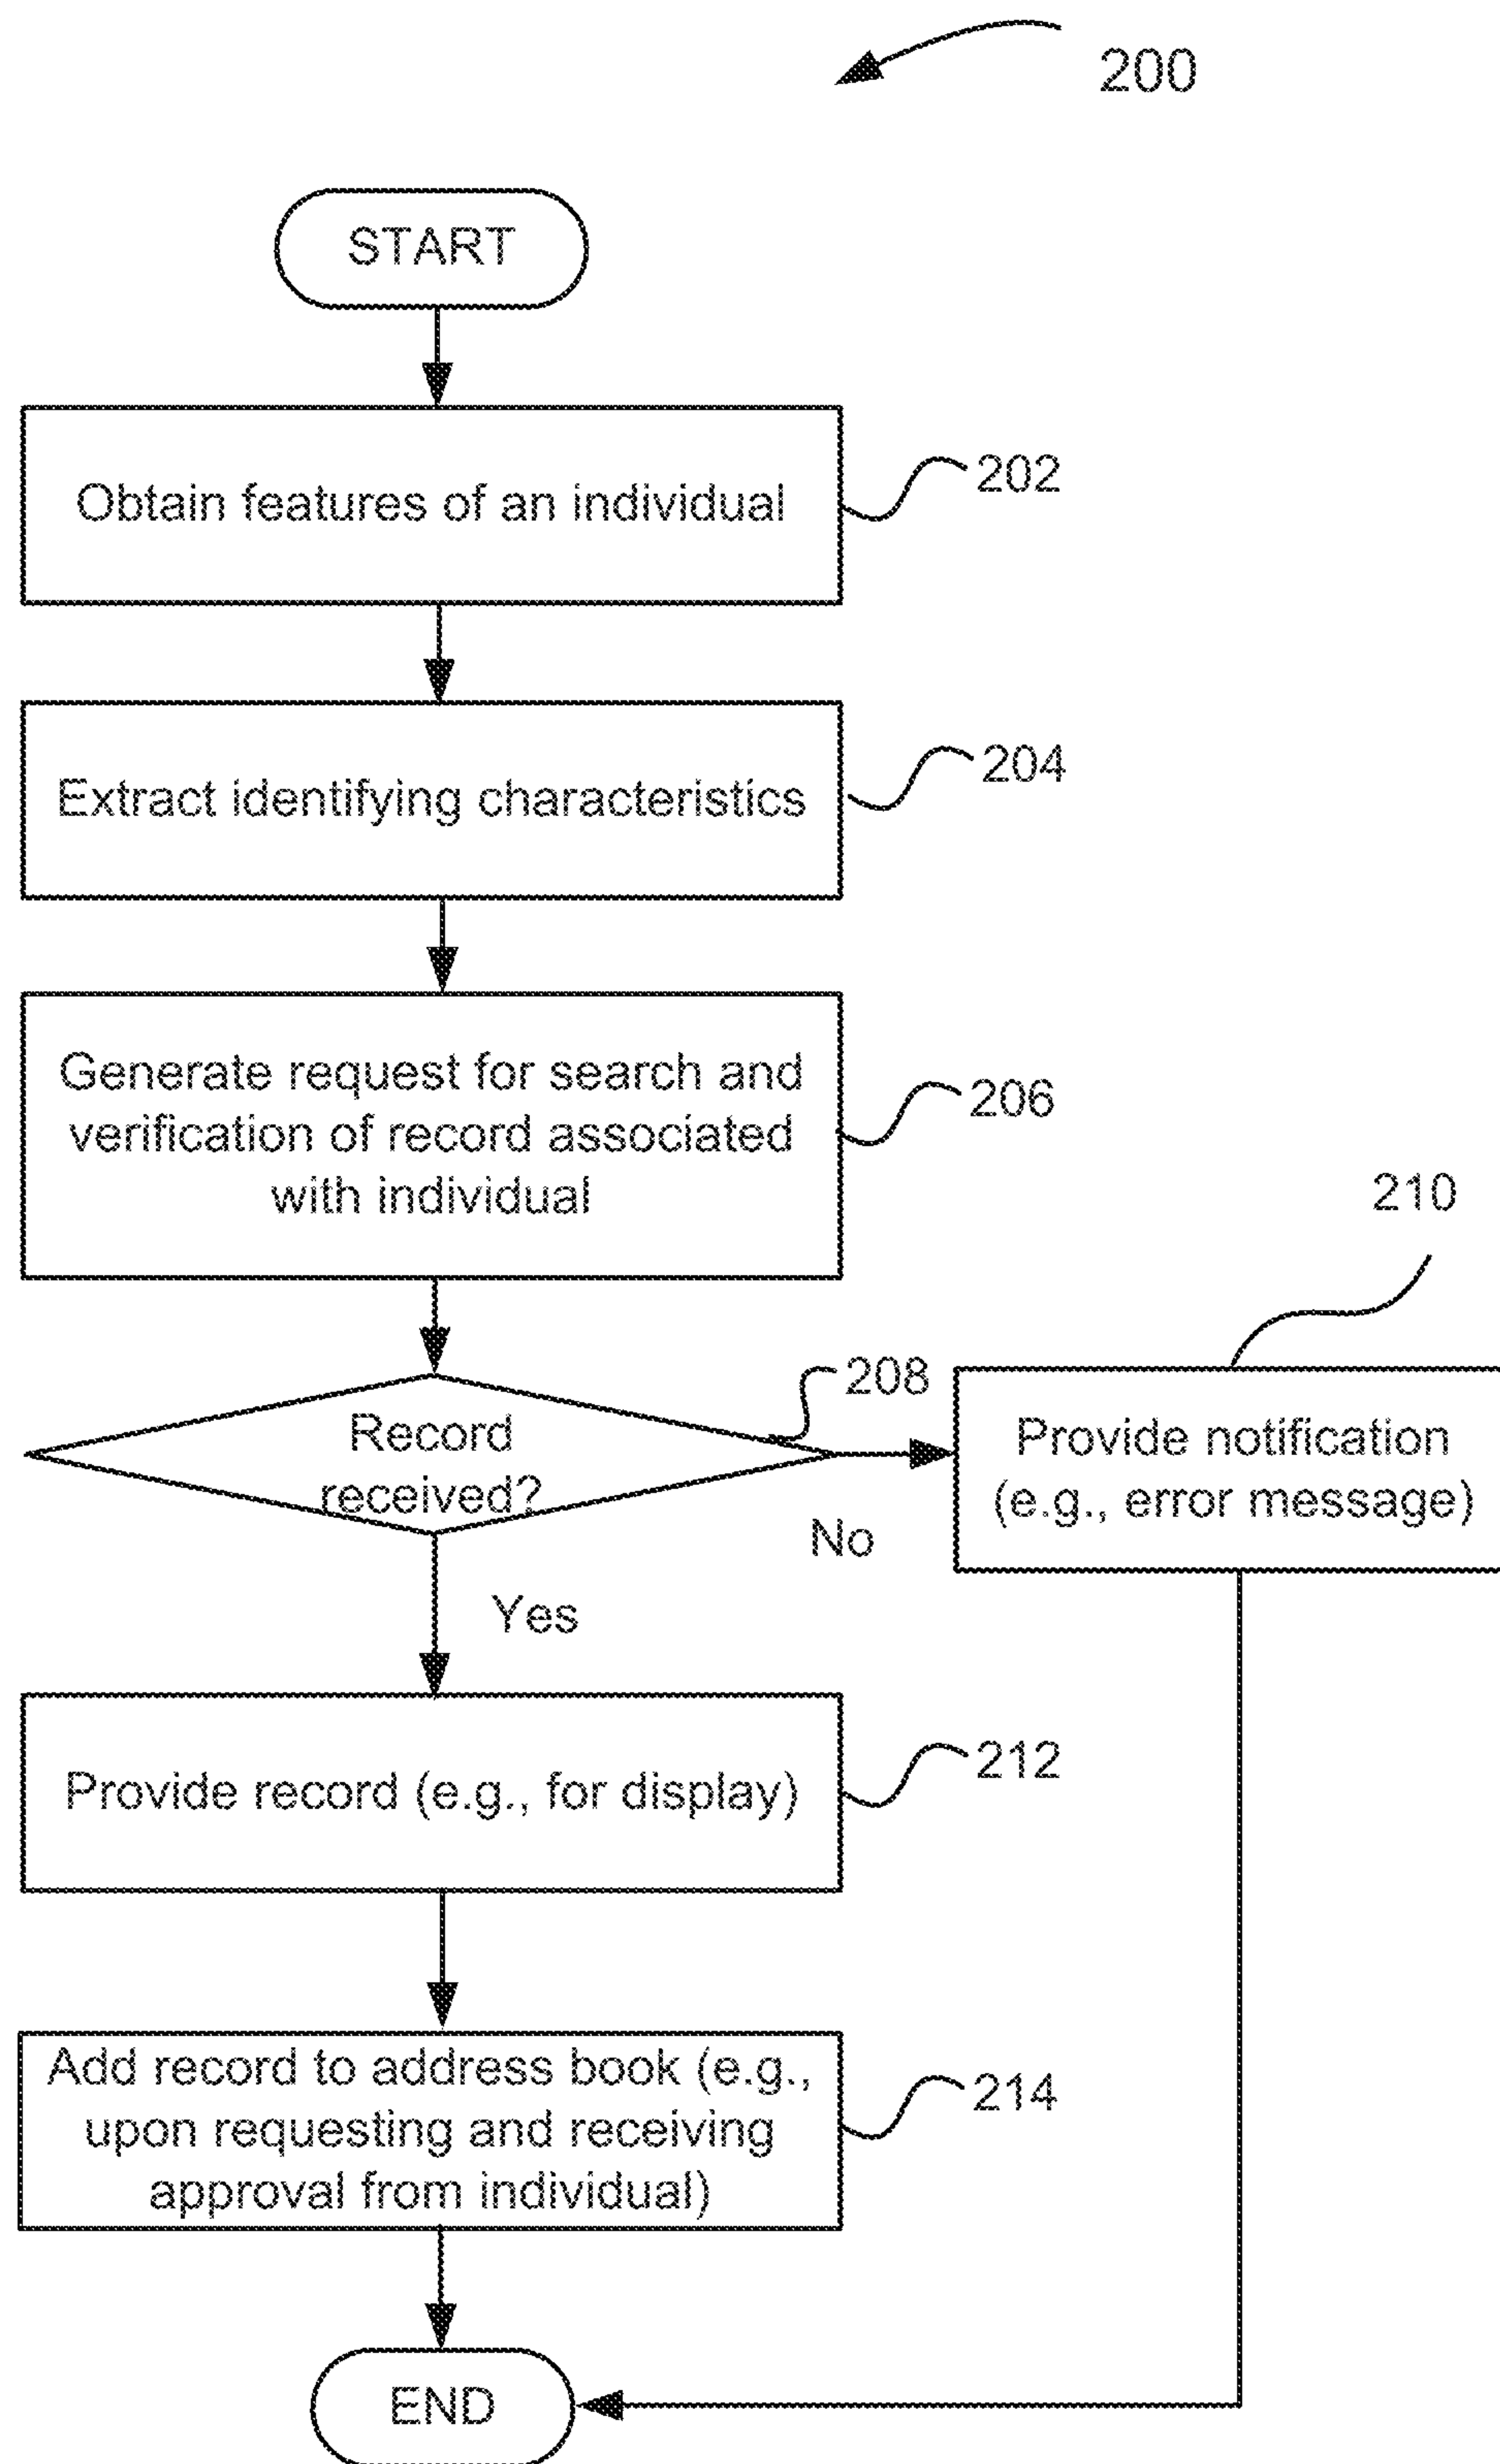 200
START
Obtain features of an individual
202
Extract identifying characteristics
204
Generate request for search and
verification of record associated
with individual
206
210
208
Record
received?
Provide notification
(e.g., error message)
No
Yes
Provide record (e.g., for display)
212
Add record to address book (e.g.,
upon requesting and receiving
approval from individual)
214
END